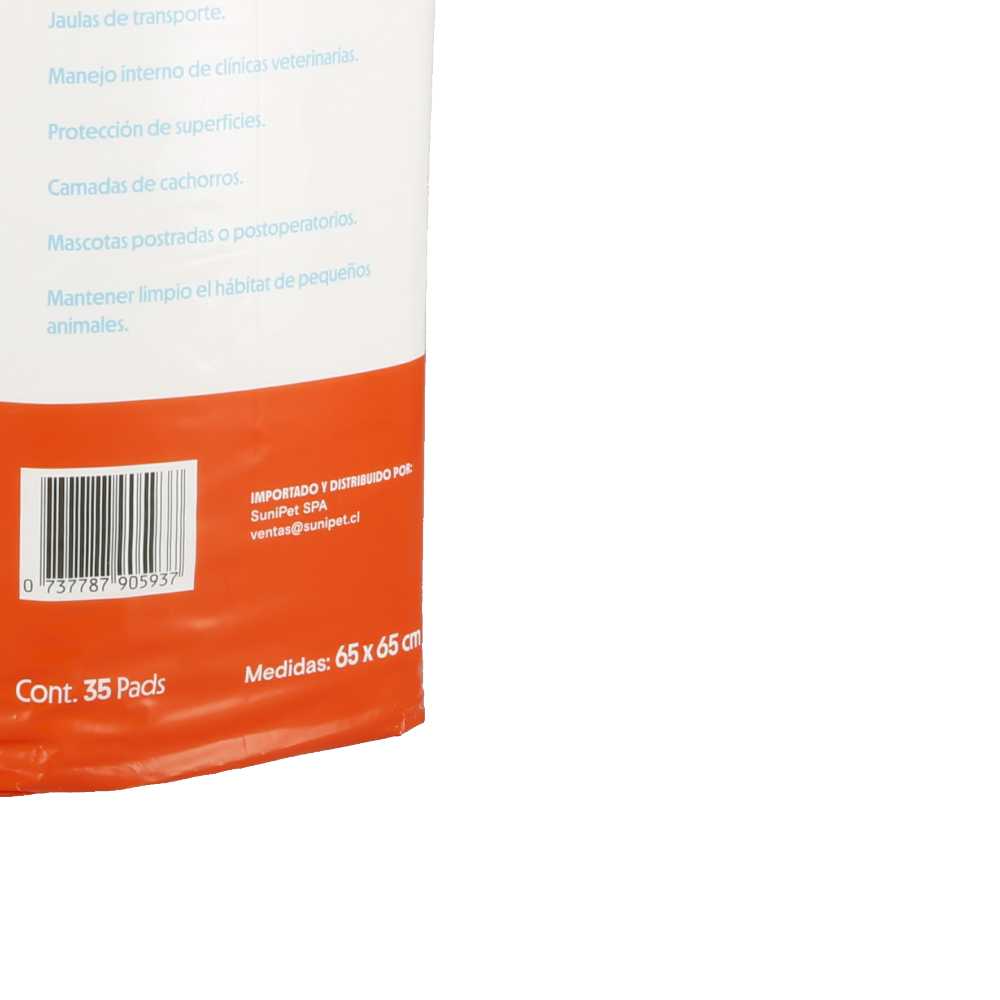 Jaulas de transporte.
Manejo interno de clínicas veterinarias.
Protección de superficies.
Camadas de cachorros.
Mascotas postradas o postoperatorios.
Mantener limpio el hábitat de pequeños
animales.
IMPORTADO Y DISTRIBUIDO POR:
SuniPet SPA
ventas@sunipet.cl
0 737787 905937
Medidas: 65 x 65 cm
Cont. 35 Pads